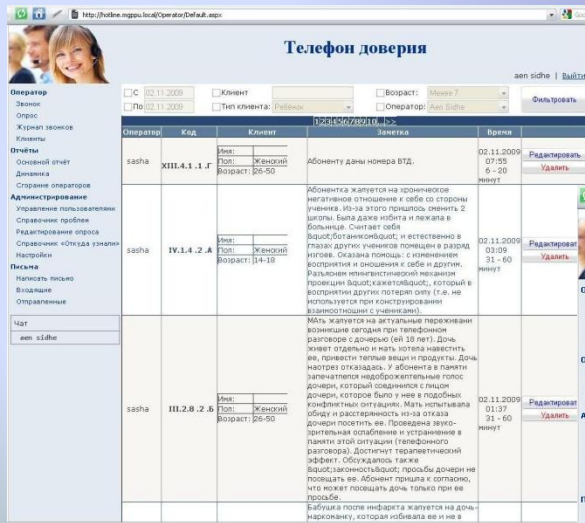 http://hotline.mgppu.local/Operator/Default.aspx
Телефон доверия
aen sidhe | Выйти
Оператор
Звонок
Опрос
Журнал звонков
Клиенты
Отчёты
Основной отчёт
Динамика
Сгорание операторов
Администрирование
Управление пользователями
Справочник проблем
Редактирование опроса
Справочник «Откуда узнали»
Настройки
Письма
Написать письмо
Входящие
Отправленные
Чат
aen sidhe
С 02.11.2009 Клиент Возраст: Менее 7
По 02.11.2009 Тип клиента: Ребёнок Оператор: Aen Sidhe
Фильтровать
12345678910...>>
Оператор Код Клиент Заметка Время
sasha XIII.4.1 .1 .Г
Имя:
Пол: Женский
Возраст: 26-50
Абоненту даны номера ВТД.
02.11.2009
07:55
6 - 20
минут
Редактировать
Удалить
sasha IV.1.4 .2 .А
Имя:
Пол: Женский
Возраст: 14-18
Абонентка жалуется на хроническое
негативное отношение к себе со стороны
учеников. Из-за этого пришлось сменить 2
школы. Была даже избита и лежала в
больнице. Считает себя
&quot;ботаником&quot; и естественно в
глазах других учеников помещен в разряд
изгоев. Оказана помощь: с изменением
восприятия и оношения к себе и другим.
Разъяснен
механизм
проекции &quot;кажется&quot;, который в
восприятии других потерял силу (т.е. не
используется при конструировании
взаимоотношии с учениками).
02.11.2009
03:09
31 - 60
минут
Редактироват
Удалить
sasha III.2.8 .2 .Б
Имя:
Пол: Женский
Возраст: 26-50
МАть жалуется на актуальные переживани
возникшие сегодня при телефонном
разговоре с дочерью (ей 18 лет). Дочь
живет отдельно и мать хотела навестить
ее, привести теплые вещи и продукты. Дочь
наотрез отказадась. У абонента в памяти
запечатлелся недоброжентельные голос
дочери, который соединился с лицом
дочери, которое было у нее в подобных
конфликтных ситуациях. Мать испытывала
обиду и расстерянность из-за отказа
дочери посетить ее. Проведена звуко-
зрительная ослабление и устраниение в
памяти этой ситуации (телефонного
разговора). Достигнут терапевтический
эффект. Обсуждалось также
&quot;законность&quot; просьбы дочери не
посещать ее. Абонент пришла к согласию,
что может посещать дочь только при ее
просьбе.
02.11.2009
01:37
31 - 60
минут
Редактироват
Удалить
Бабушка после инфаркта жалуется на дочь-
наркоманку, которая избивала ее и не в